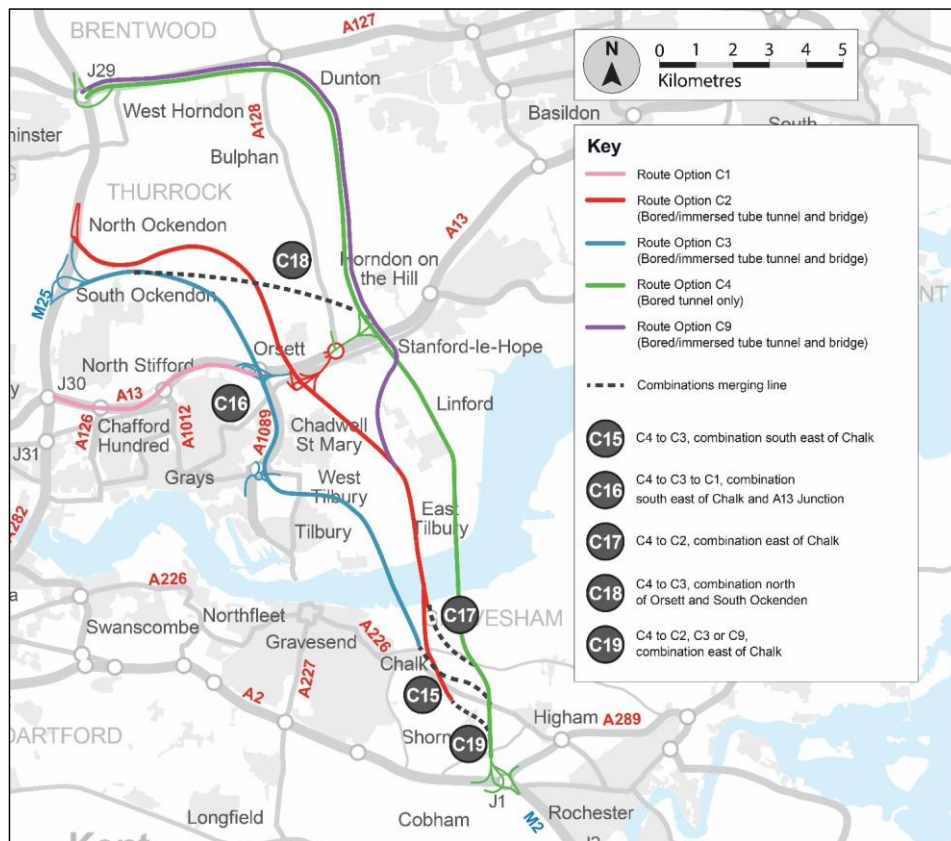 BRENTWOOD
A127
J29
Dunton
West Horndon
A128
Basildon
South
Bulphan
THURROCK
A13
North Ockendon
C18
Horndon on
the Hill
South Ockendon
M25
North Stifford
Orsett
Stanford-le-Hope
J30
A13
C16
Linford
A126
Chafford
Hundred
A1012
A1089
Chadwell
St Mary
J31
Grays
West
Tilbury
East
Tilbury
Tilbury
A282
A226
Northfleet
C17
Swanscombe
Gravesend
A226
A227
Chalk
C15
A2
Higham
A289
Shorn
C19
DARTFORD
J1
Longfield
Cobham
Rochester
M2
N
0 1 2 3 4 5
Kilometres
Key
Route Option C1
Route Option C2
(Bored/immersed tube tunnel and bridge)
Route Option C3
(Bored/immersed tube tunnel and bridge)
Route Option C4
(Bored tunnel only)
Route Option C9
(Bored/immersed tube tunnel and bridge)
Combinations merging line
C15 C4 to C3, combination south east of Chalk
C16 C4 to C3 to C1, combination
south east of Chalk and A13 Junction
C17 C4 to C2, combination east of Chalk
C18 C4 to C3, combination north
of Orsett and South Ockenden
C19 C4 to C2, C3 or C9,
combination east of Chalk